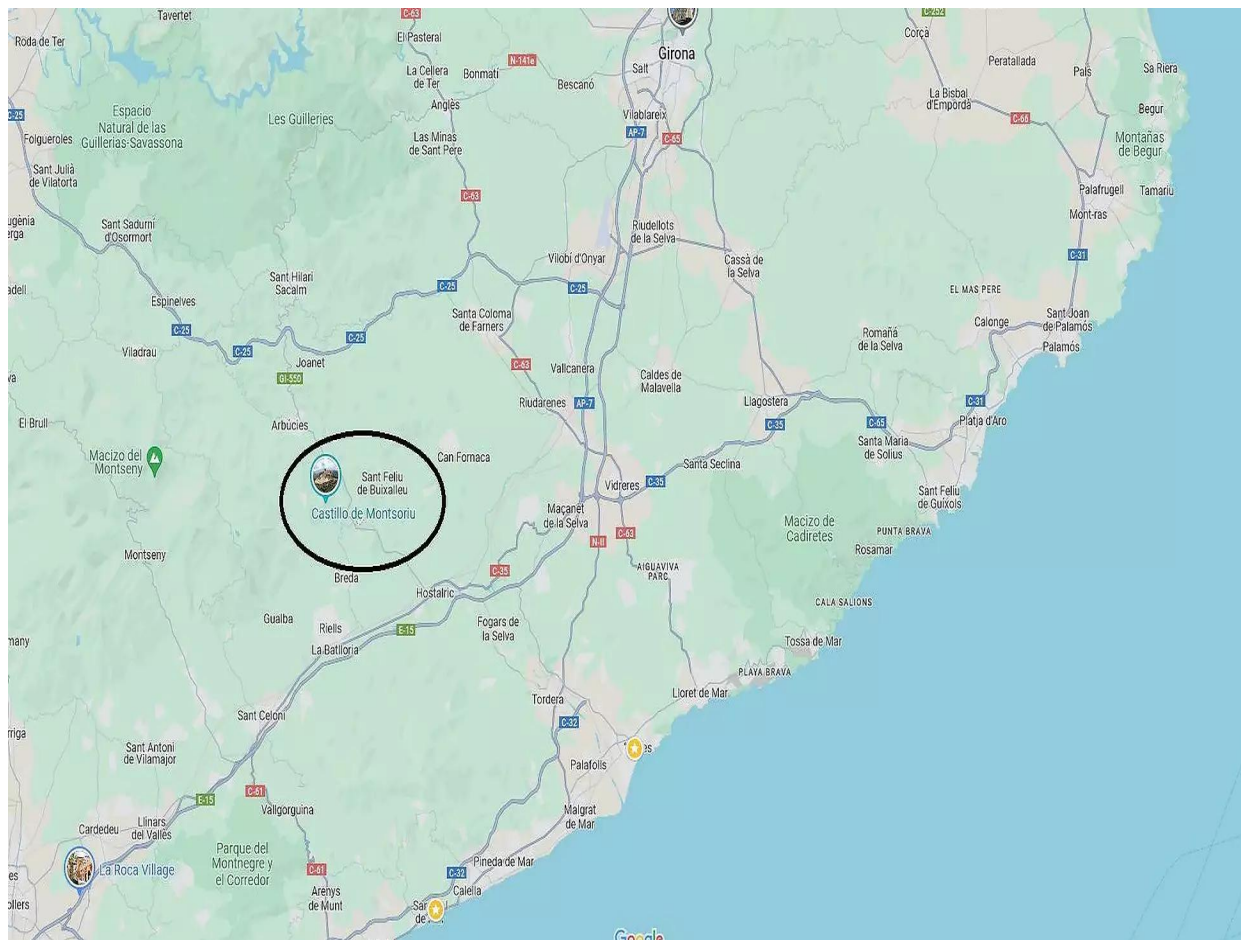 Tavertet
C-63
C-252
Roda de Ter
El Pasteral
Girona
Corçà
N-141e
Peratallada
Pals
Sa Riera
La Cellera
de Ter
Bonmatí
Bescanó
Salt
La Bisbal
d'Empordà
Begur
Anglès
C-25
Espacio
Natural de las
Guillerías-Savassona
Les Guilleries
Vilablareix
AP-7
C-65
C-66
Montañas
de Begur
Folgueroles
Las Minas
de Sant Pere
Sant Julià
de Vilatorta
C-63
Palafrugell
Tamariu
Mont-ras
Sant Sadurní
d'Osormort
Riudellots
de la Selva
Vilobí d'Onyar
Cassà de
la Selva
C-31
Sant Hilari
Sacalm
C-25
C-25
EL MAS PERE
Espinelves
Santa Coloma
de Farners
Calonge
Sant Joan
de Palamós
C-25
C-25
C-25
Romañá
de la Selva
Palamós
Viladrau
Joanet
C-63
Vallcanera
Caldes de
Malavella
GI-550
Riudarenes
AP-7
Llagostera
C-31
El Brull
Arbúcies
C-35
C-65
Platja d'Aro
Santa Maria
de Solius
Macizo del
Montseny
Can Fornaca
Santa Seclina
Sant Feliu
de Buixalleu
Vidreres
C-35
Sant Feliu
de Guíxols
Castillo de Montsoriu
Maçanet
de la Selva
Macizo de
Cadiretes
PUNTA BRAVA
N-II
C-63
Rosamar
Montseny
C-35
AIGUAVIVA
PARC
Breda
Hostalric
CALA SALIONS
Gualba
Riells
E-15
Fogars de
la Selva
Tossa de Mar
La Batlloria
PLAYA BRAVA
Lloret de Mar
Tordera
Sant Celoni
C-32
Sant Antoni
de Vilamajor
Palafolls
C-61
E-15
Vallgorguina
Malgrat
de Mar
Cardedeu
Llinars
del Vallès
Parque del
Montnegre y
el Corredor
La Roca Village
C-61
C-32
Pineda de Mar
Calella
Arenys
de Munt
Google